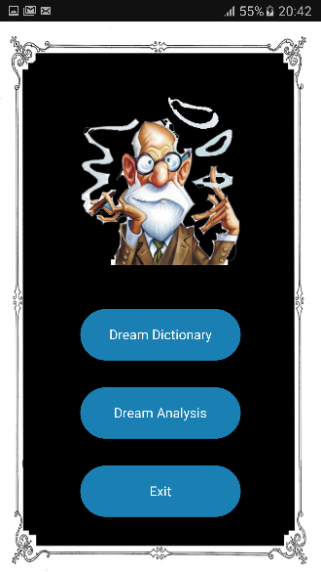 55% 20:42
Dream Dictionary
Dream Analysis
Exit